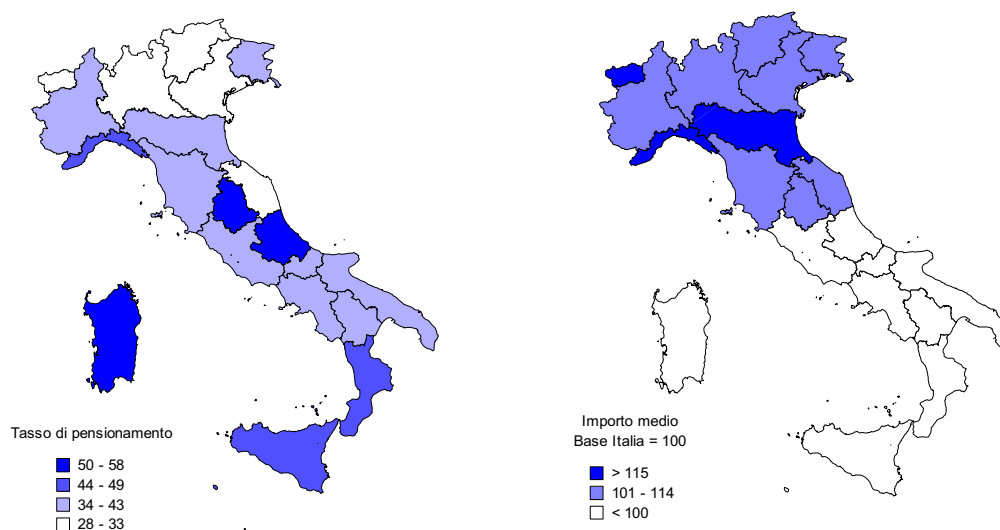 Tasso di pensionamento
50 - 58
44 - 49
34 - 43
28 - 33
Importo medio
Base Italia = 100
> 115
101 - 114
< 100